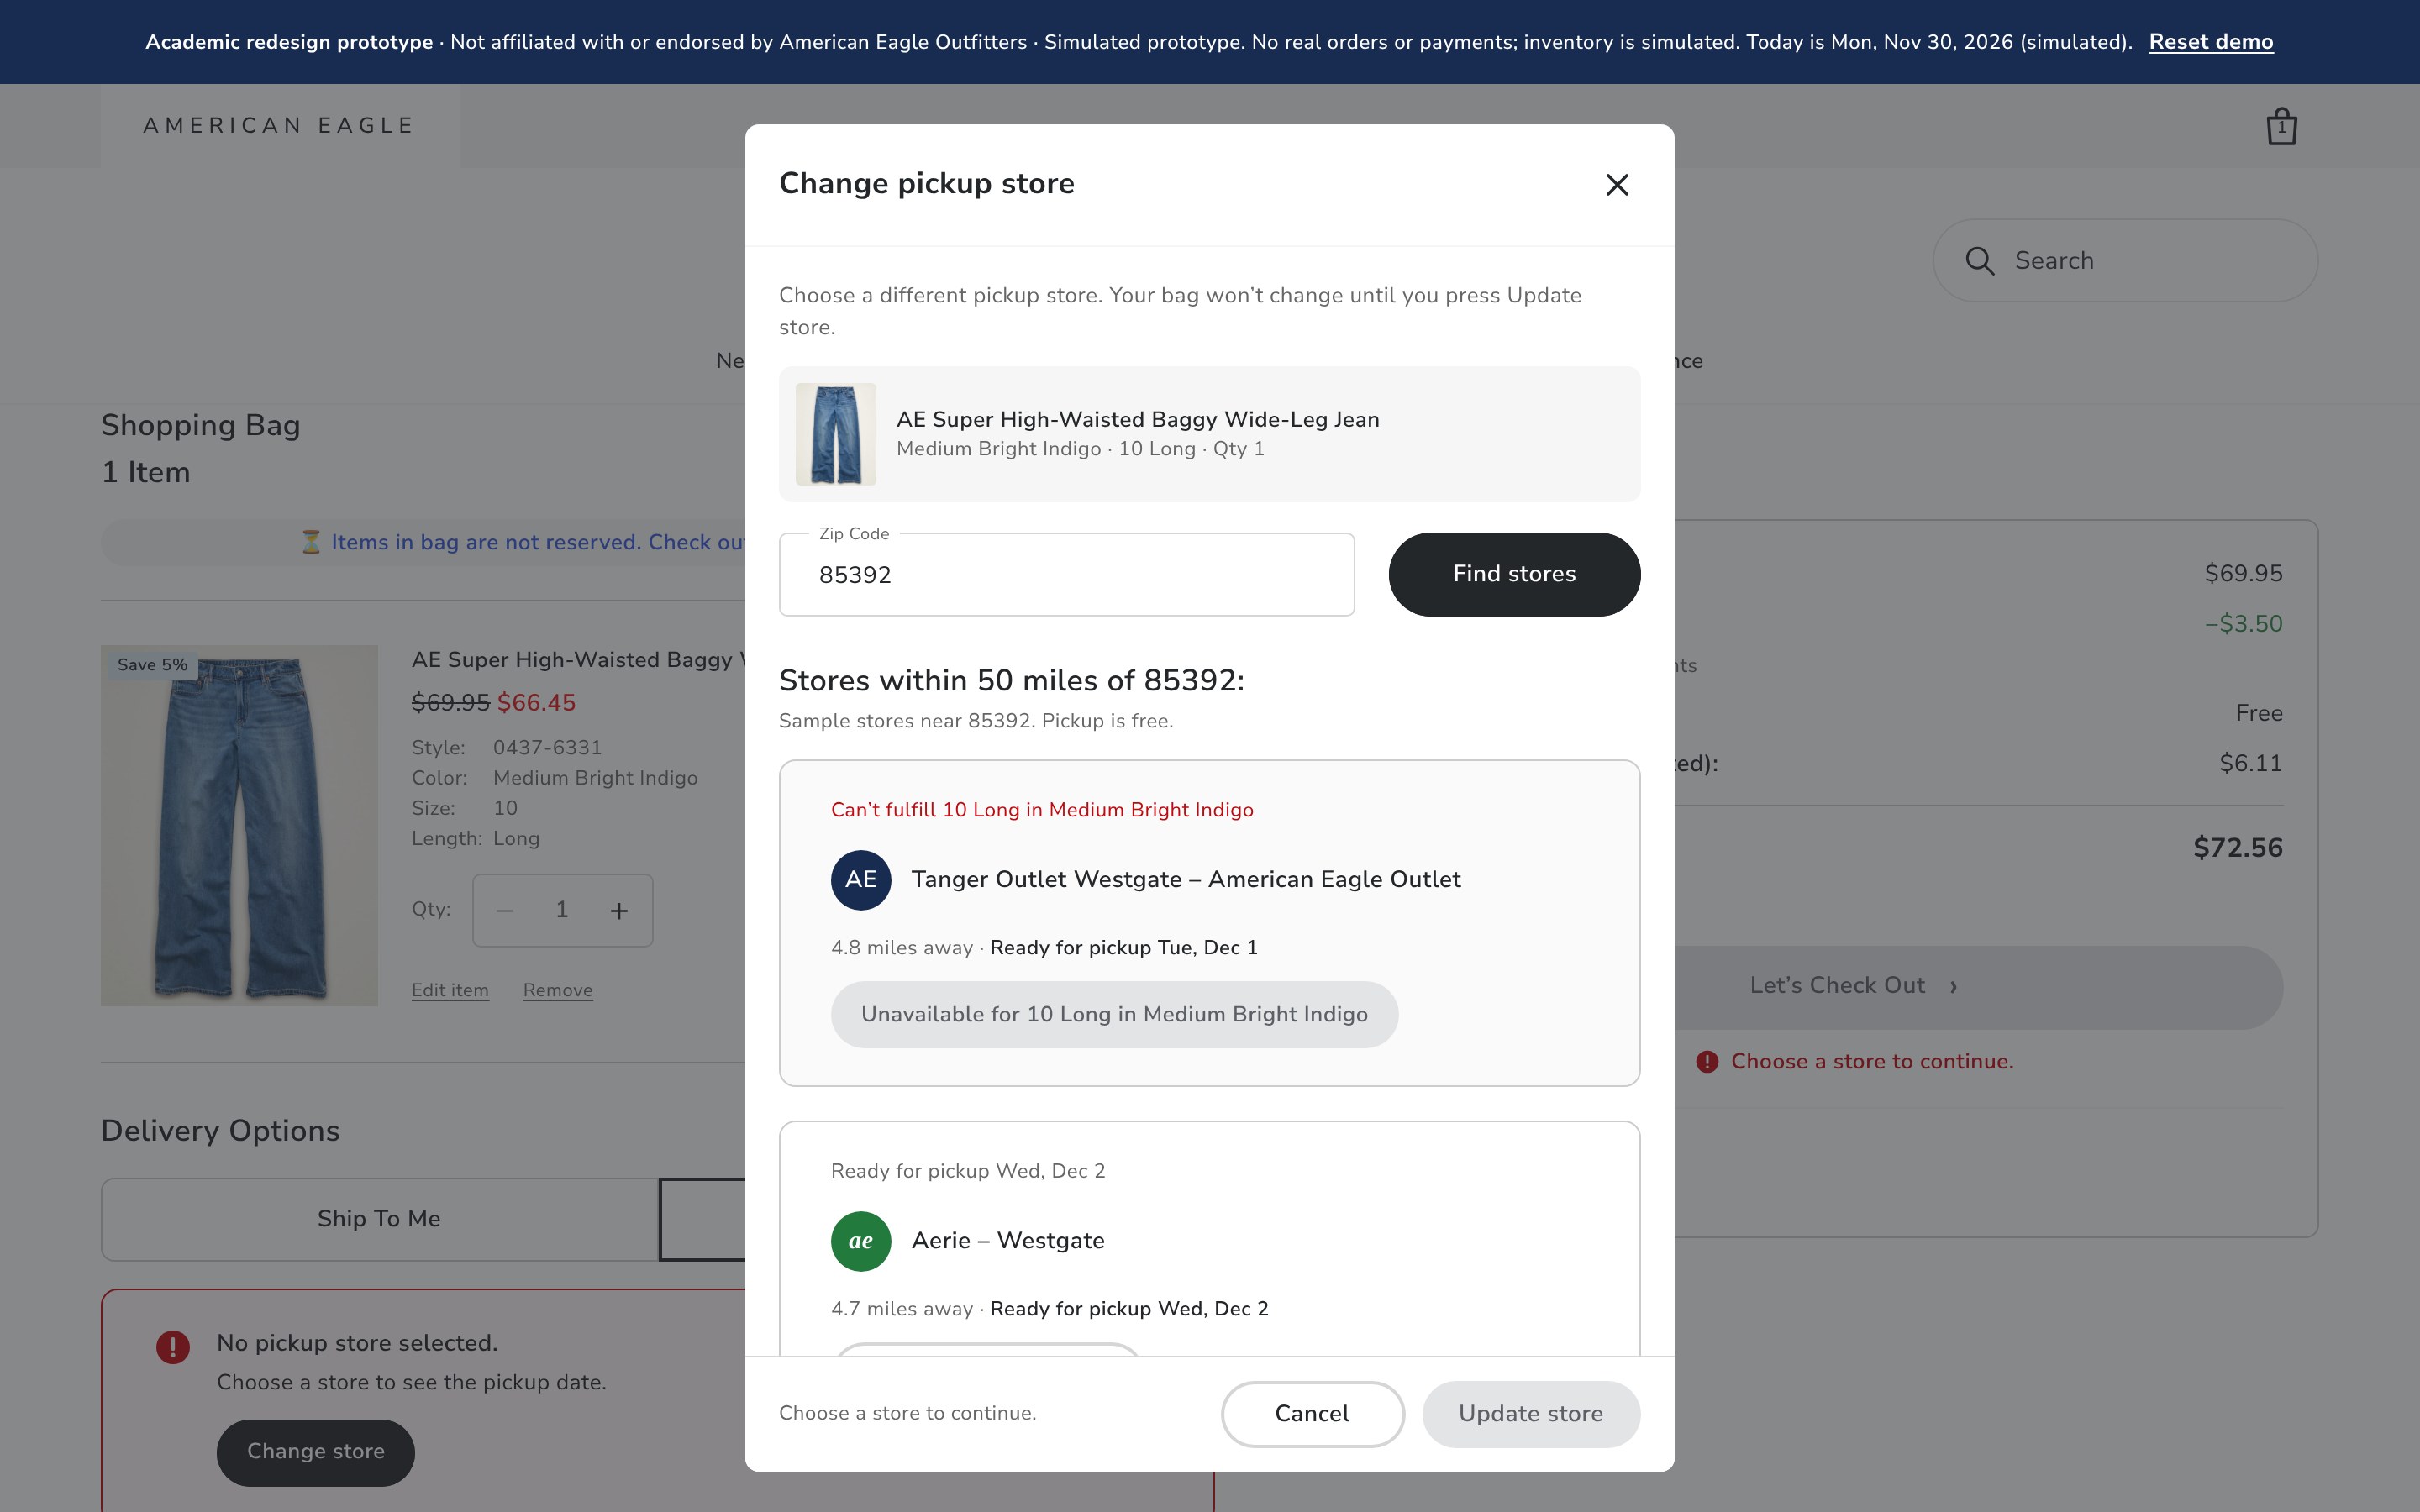 Academic redesign prototype · Not affiliated with or endorsed by American Eagle Outfitters · Simulated prototype. No real orders or payments; inventory is simulated. Today is Mon, Nov 30, 2026 (simulated). Reset demo
AMERICAN EAGLE
1
Search
Shopping Bag
1 Item
⏳ Items in bag are not reserved. Check
Save 5%
AE Super High-Waisted Baggy
$69.95 $66.45
Style: 0437-6331
Color: Medium Bright Indigo
Size: 10
Length: Long
Qty: − 1 +
Edit item Remove
Delivery Options
Ship To Me
No pickup store selected.
Choose a store to see the pickup date.
Change store
Change pickup store
Choose a different pickup store. Your bag won’t change until you press Update
store.
AE Super High-Waisted Baggy Wide-Leg Jean
Medium Bright Indigo · 10 Long · Qty 1
Zip Code
85392
Find stores
Stores within 50 miles of 85392:
Sample stores near 85392. Pickup is free.
Can’t fulfill 10 Long in Medium Bright Indigo
AE Tanger Outlet Westgate – American Eagle Outlet
4.8 miles away · Ready for pickup Tue, Dec 1
Unavailable for 10 Long in Medium Bright Indigo
Ready for pickup Wed, Dec 2
ae Aerie – Westgate
4.7 miles away · Ready for pickup Wed, Dec 2
Choose a store to continue.
Cancel
Update store
$69.95
−$3.50
Free
$6.11
$72.56
Let’s Check Out ›
Choose a store to continue.